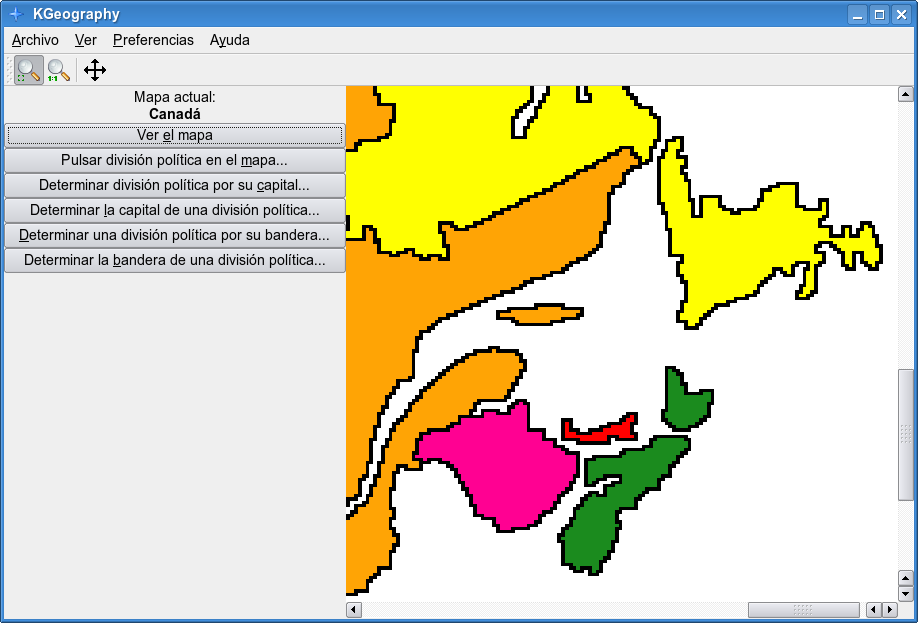 KGeography
Archivo Ver Preferencias Ayuda
1:1
Mapa actual:
Canadá
Ver el mapa
Pulsar división política en el mapa...
Determinar división política por su capital...
Determinar la capital de una división política...
Determinar una división política por su bandera...
Determinar la bandera de una división política...